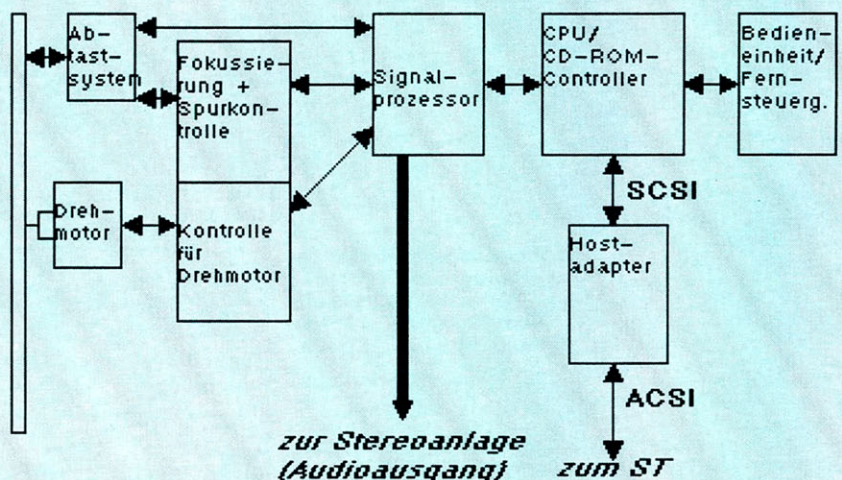 Ab-
tast-
system
Fokussie-
rung +
Spurkon-
trolle
Signal-
prozessor
CPU/
CD-ROM-
Controller
Bedien-
einheit/
Fern-
steuerg.
Dreh-
motor
Kontrolle
für
Drehmotor
SCSI
Host-
adapter
ACSI
zur Stereoanlage
(Audioausgang)
zum ST